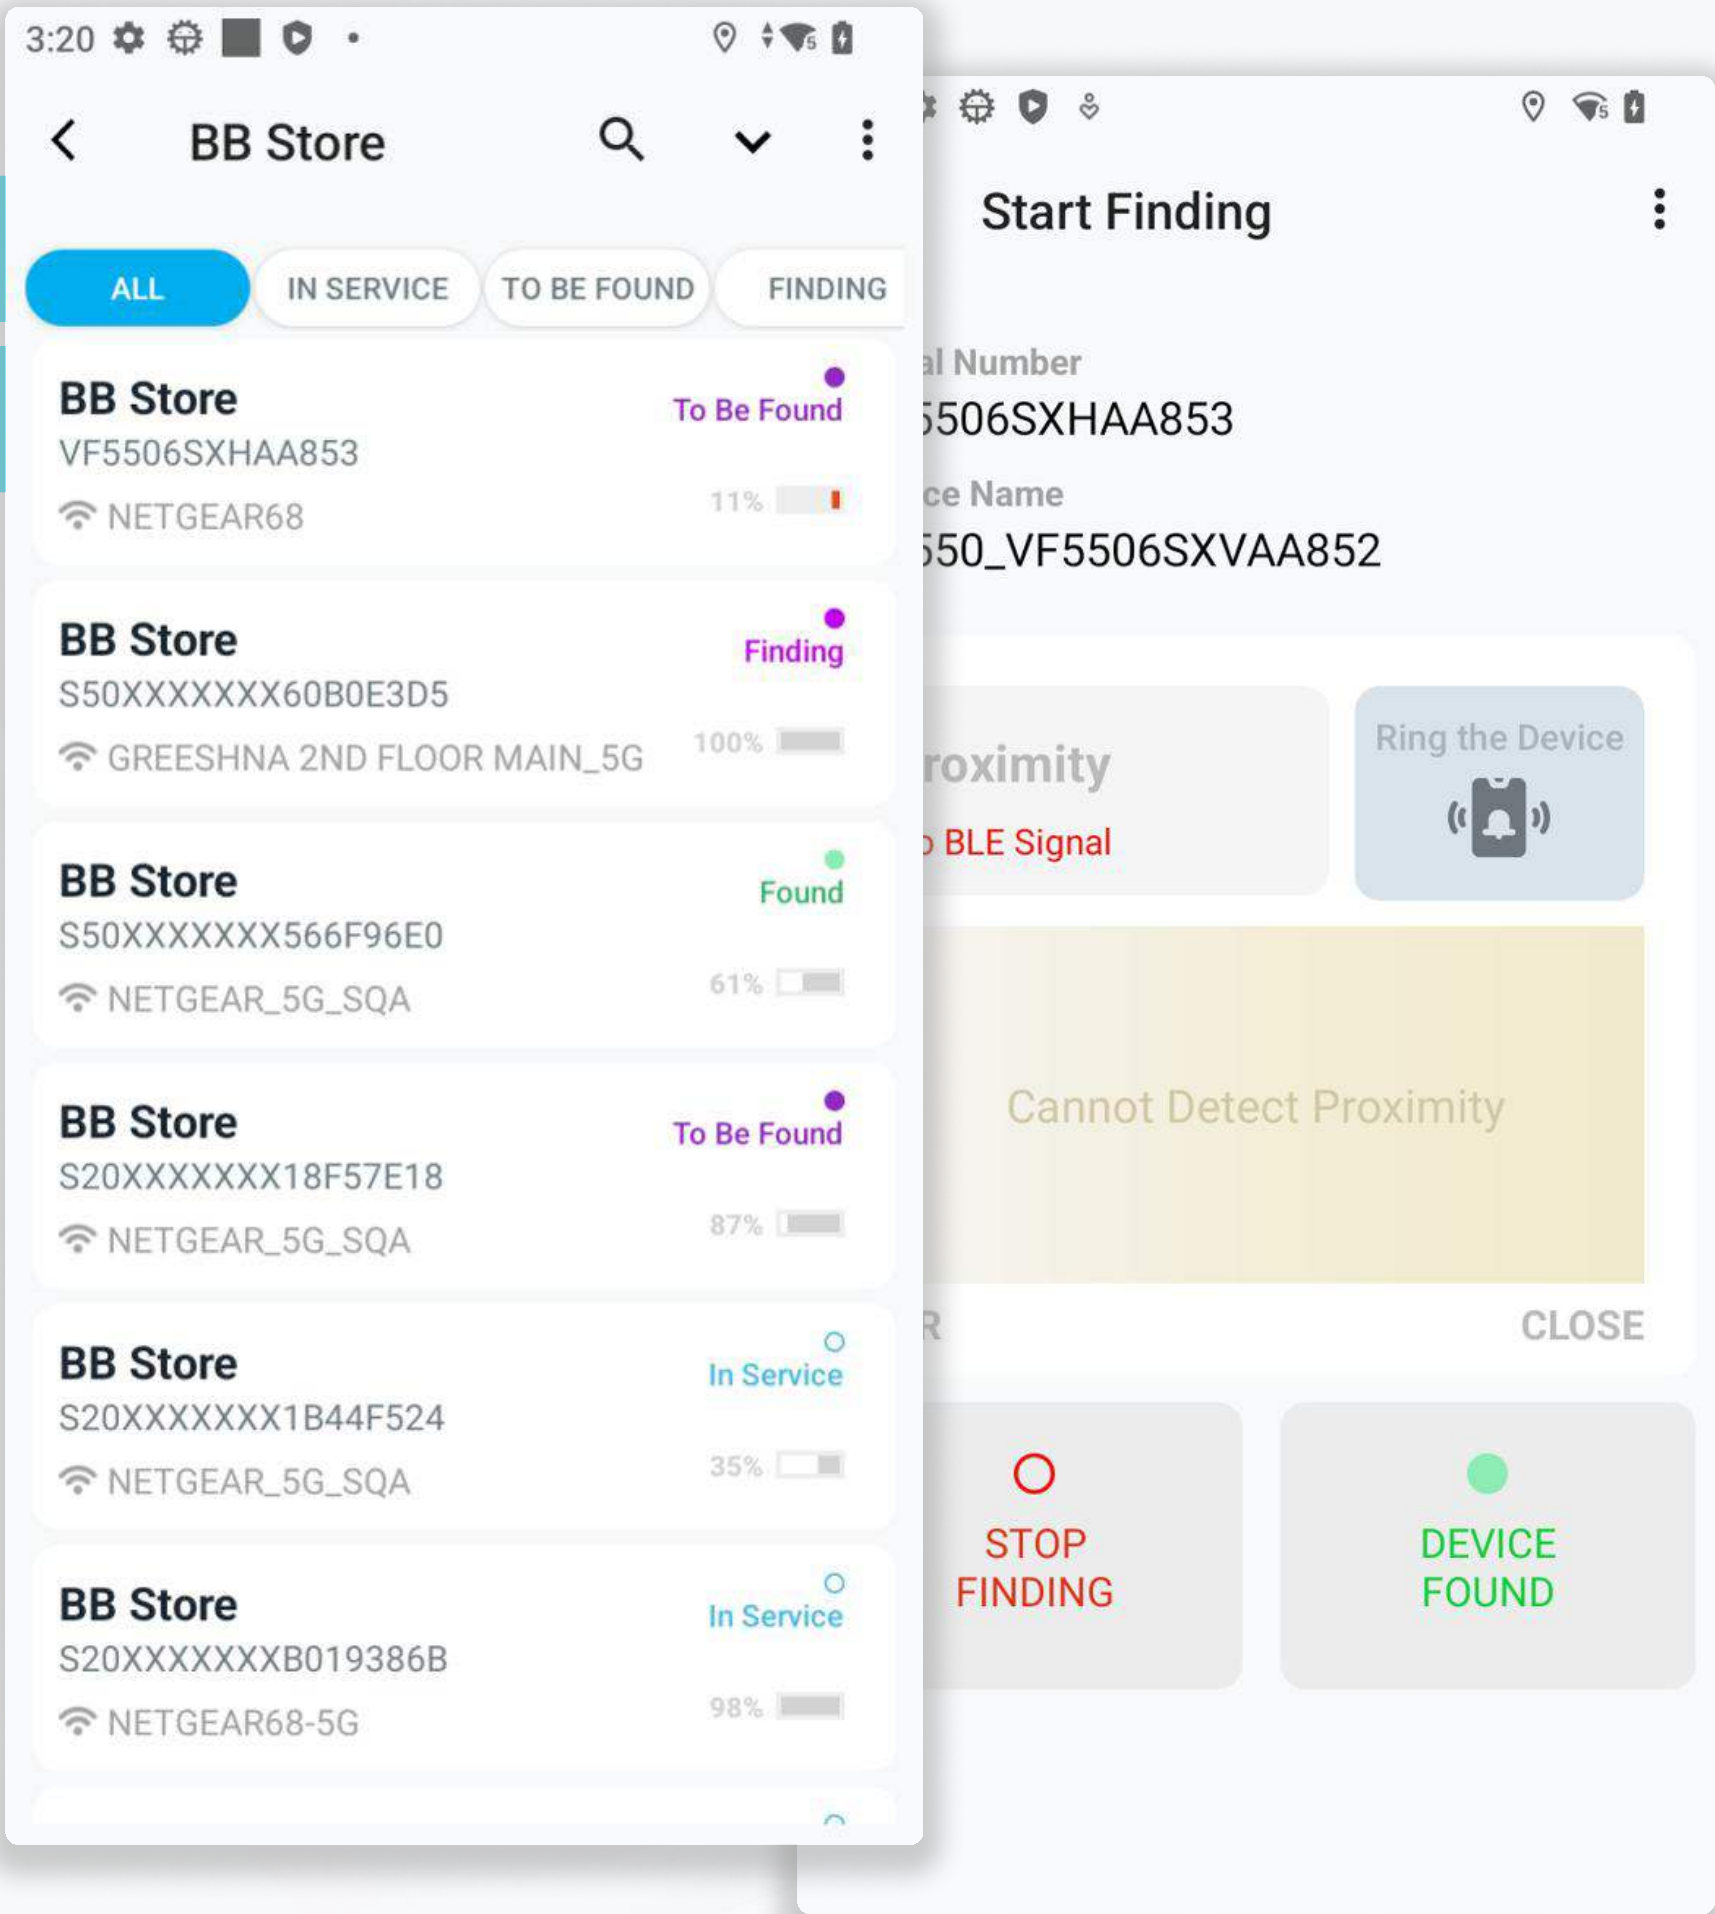 3:20
BB Store
ALL
IN SERVICE
TO BE FOUND
FINDING
BB Store
To Be Found
VF5506SXHAA853
NETGEAR68
11%
BB Store
Finding
S50XXXXXXX60B0E3D5
GREESHNA 2ND FLOOR MAIN_5G
100%
BB Store
Found
S50XXXXXXX566F96E0
NETGEAR_5G_SQA
61%
BB Store
To Be Found
S20XXXXXXX18F57E18
NETGEAR_5G_SQA
87%
BB Store
In Service
S20XXXXXXX1B44F524
NETGEAR_5G_SQA
35%
BB Store
In Service
S20XXXXXXXB019386B
NETGEAR68-5G
98%
5
5
Start Finding
al Number
5506SXHAA853
ce Name
550_VF5506SXVAA852
roximity
BLE Signal
Ring the Device
Cannot Detect Proximity
R
CLOSE
STOP
FINDING
DEVICE
FOUND